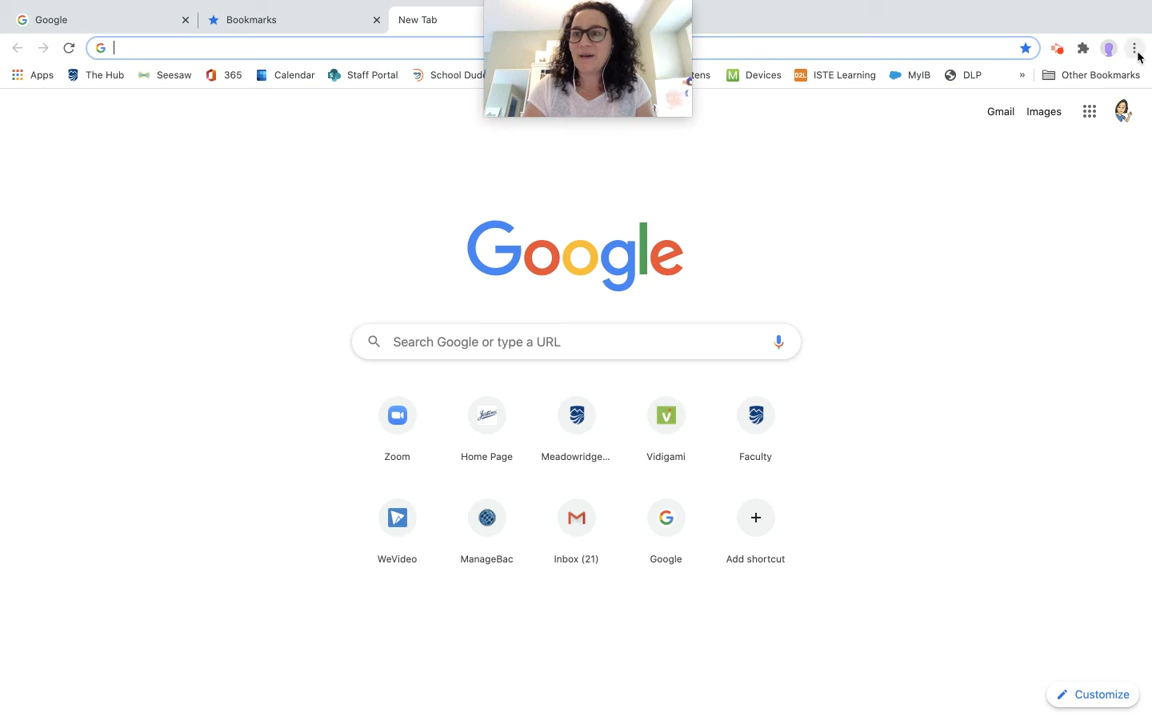 Google
Bookmarks
New Tab
Apps
The Hub
Seesaw
365
Calendar
Staff Portal
School Dud
tens
Devices
D2L
ISTE Learning
MyIB
DLP
»
Other Bookmarks
Gmail
Images
Google
Search Google or type a URL
Zoom
Home Page
Meadowridge...
Vidigami
Faculty
WeVideo
ManageBac
Inbox (21)
Google
Add shortcut
Customize